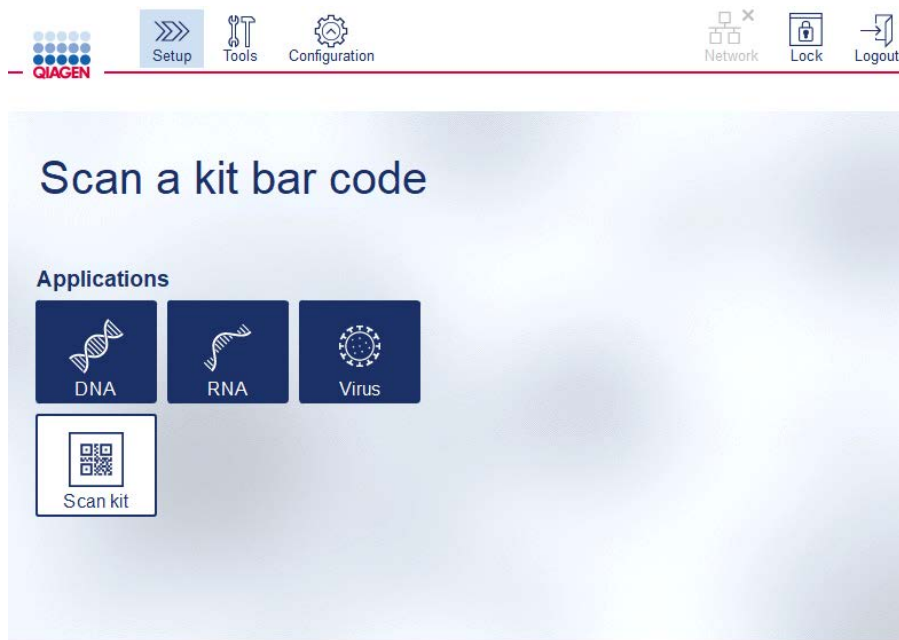 QIAGEN
Setup
Tools
Configuration
Network
Lock
Logout
Scan a kit bar code
Applications
DNA
RNA
Virus
Scan kit